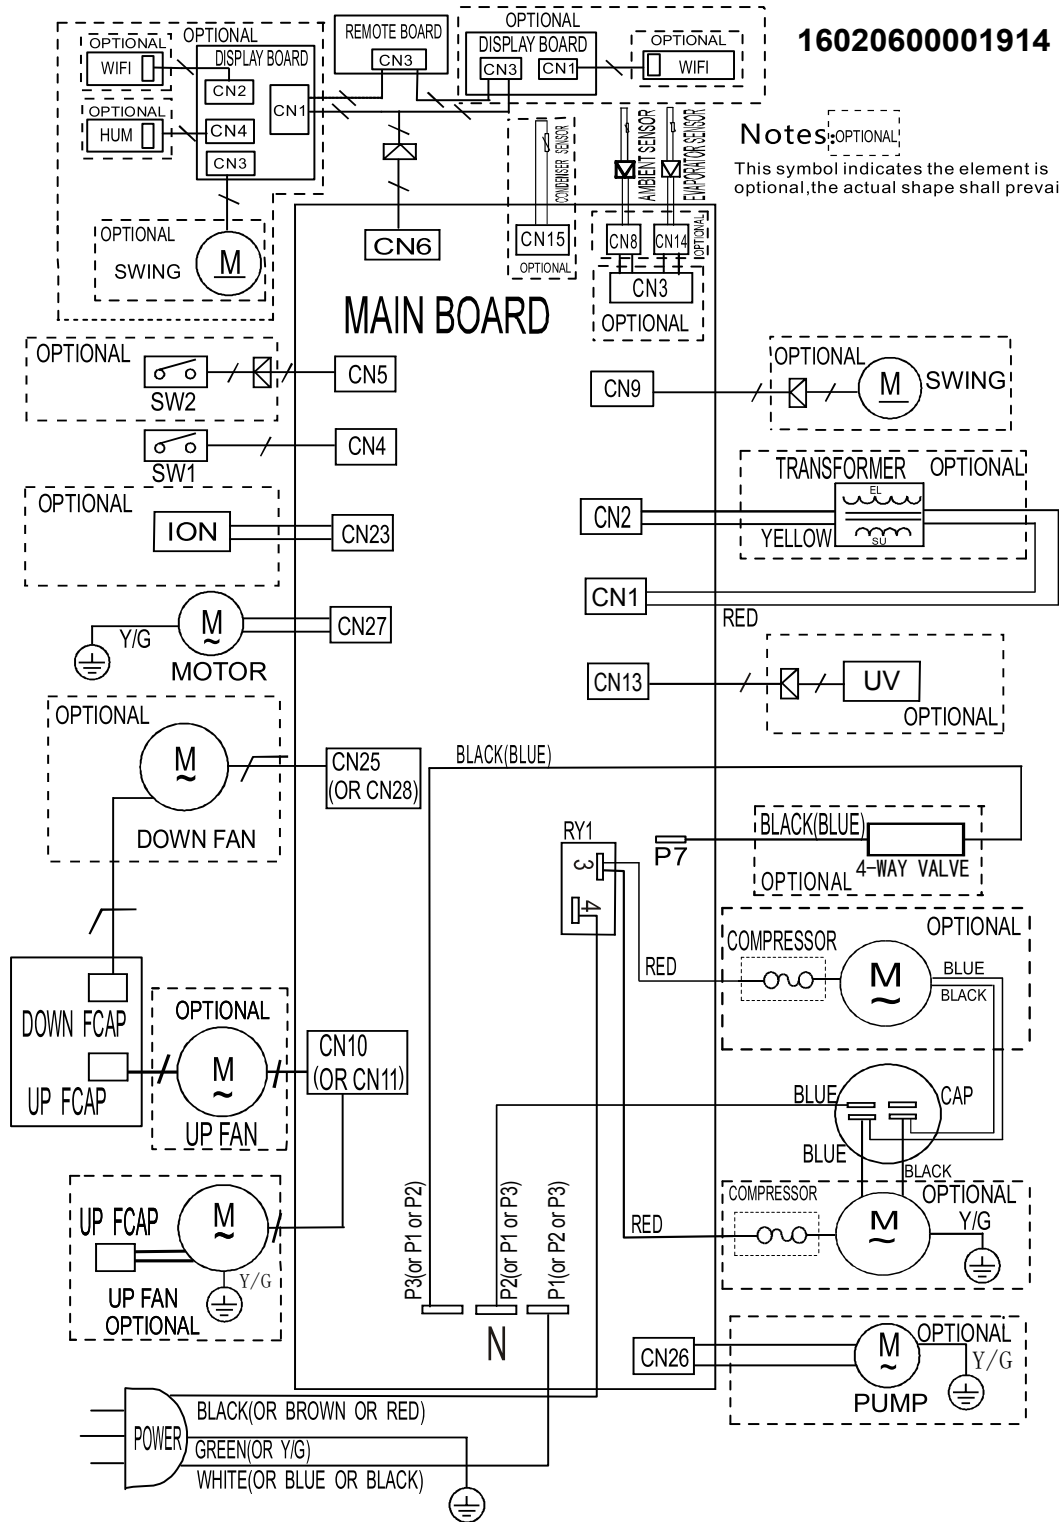 16020600001914
OPTIONAL
OPTIONAL
WIFI
DISPLAY BOARD
CN2
OPTIONAL
HUM
CN4
CN3
CN1
OPTIONAL
SWING
M
REMOTE BOARD
CN3
OPTIONAL
DISPLAY BOARD
CN3
CN1
OPTIONAL
WIFI
Notes:
OPTIONAL
This symbol indicates the element is
optional,the actual shape shall prevai
CN6
CONDENSER SENSOR
CN15
OPTIONAL
AMBIENT SENSOR
EVAPORATOR SENSOR
CN8
CN14
OPTIONAL
CN3
OPTIONAL
MAIN BOARD
OPTIONAL
SW2
CN5
SW1
CN4
OPTIONAL
ION
CN23
M
~
Y/G
MOTOR
CN27
OPTIONAL
M
~
DOWN FAN
CN25
(OR CN28)
DOWN FCAP
UP FCAP
OPTIONAL
M
~
UP FAN
CN10
(OR CN11)
UP FCAP
M
~
Y/G
UP FAN
OPTIONAL
CN9
OPTIONAL
M
SWING
CN2
TRANSFORMER
OPTIONAL
EL
SU
YELLOW
CN1
RED
CN13
UV
OPTIONAL
BLACK(BLUE)
RY1
3
4
P7
BLACK(BLUE)
4-WAY VALVE
OPTIONAL
RED
COMPRESSOR
OPTIONAL
M
~
BLUE
BLACK
BLUE
CAP
BLUE
BLACK
RED
COMPRESSOR
OPTIONAL
M
~
Y/G
P3(or P1 or P2)
P2(or P1 or P3)
P1(or P2 or P3)
N
CN26
M
~
OPTIONAL
Y/G
PUMP
POWER
BLACK(OR BROWN OR RED)
GREEN(OR Y/G)
WHITE(OR BLUE OR BLACK)